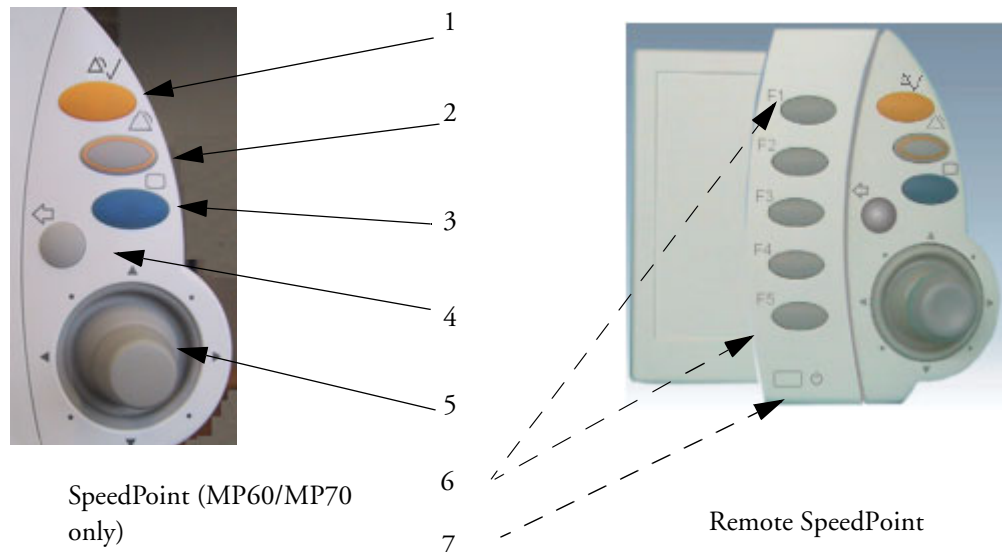 1
2
3
4
5
6
7
F1
F2
F3
F4
F5
SpeedPoint (MP60/MP70
only)
Remote SpeedPoint